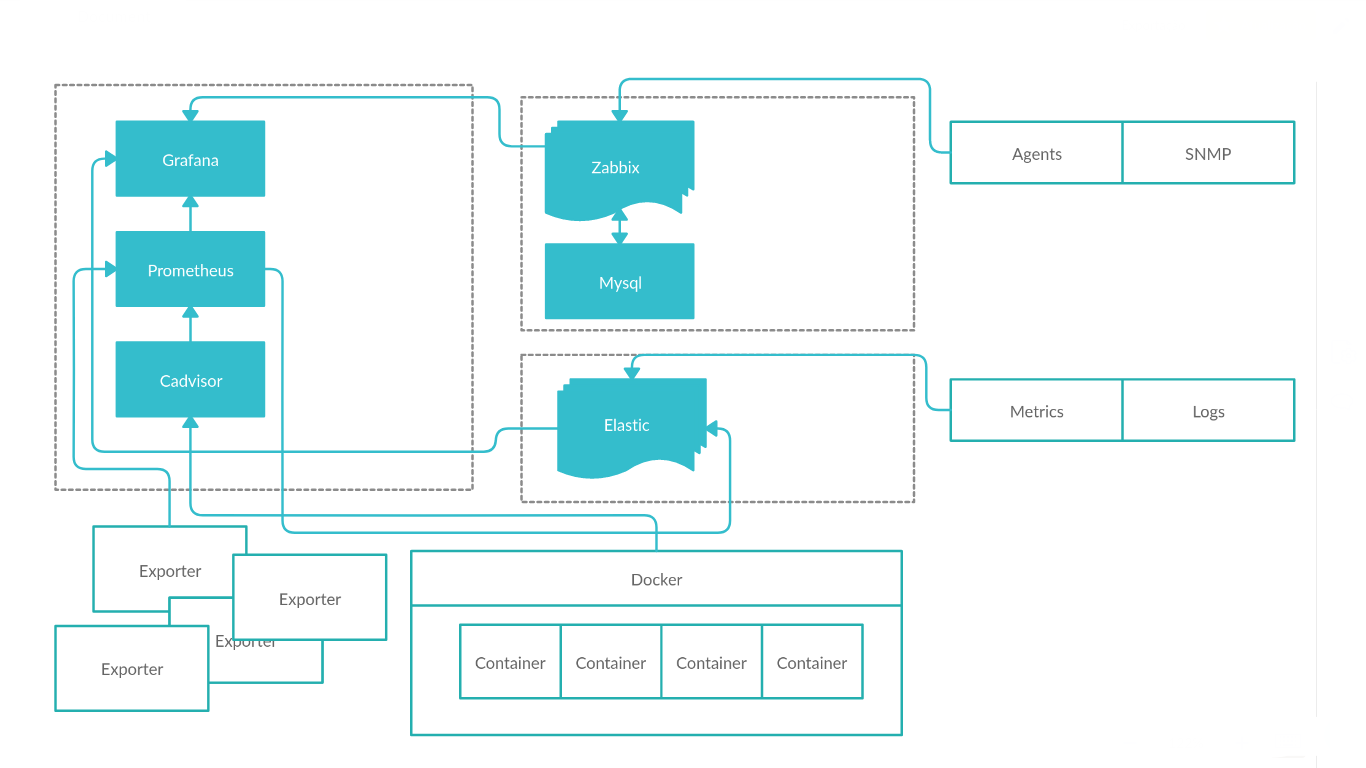 Grafana
Zabbix
Agents
SNMP
Prometheus
Mysql
Cadvisor
Elastic
Metrics
Logs
Exporter
Exporter
Exporter
Exporter
Docker
Container
Container
Container
Container